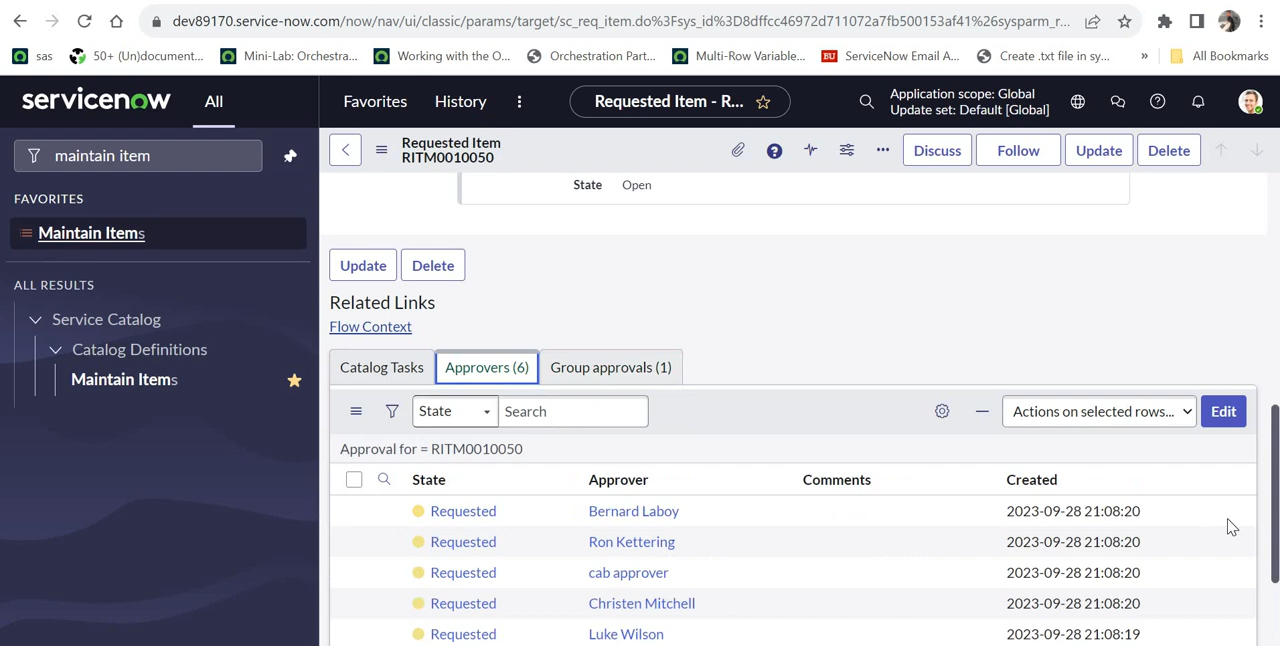 dev89170.service-now.com/now/nav/ui/classic/params/target/sc_req_item.do%3Fsys_id%3D8dffcc46972d711072a7fb500153af41%26sysparm_r...
sas 50+ (Un)document... Mini-Lab: Orchestra... Working with the O... Orchestration Part... Multi-Row Variable... BU ServiceNow Email A... Create .txt file in sy... » All Bookmarks
servicenow All Favorites History Requested Item - R... Application scope: Global
Update set: Default [Global]
maintain item
FAVORITES
Maintain Items
ALL RESULTS
Service Catalog
Catalog Definitions
Maintain Items
Requested Item
RITM0010050
Discuss Follow Update Delete
State Open
Update Delete
Related Links
Flow Context
Catalog Tasks Approvers (6) Group approvals (1)
State Search Actions on selected rows... Edit
Approval for = RITM0010050
State Approver Comments Created
Requested Bernard Laboy 2023-09-28 21:08:20
Requested Ron Kettering 2023-09-28 21:08:20
Requested cab approver 2023-09-28 21:08:20
Requested Christen Mitchell 2023-09-28 21:08:20
Requested Luke Wilson 2023-09-28 21:08:19